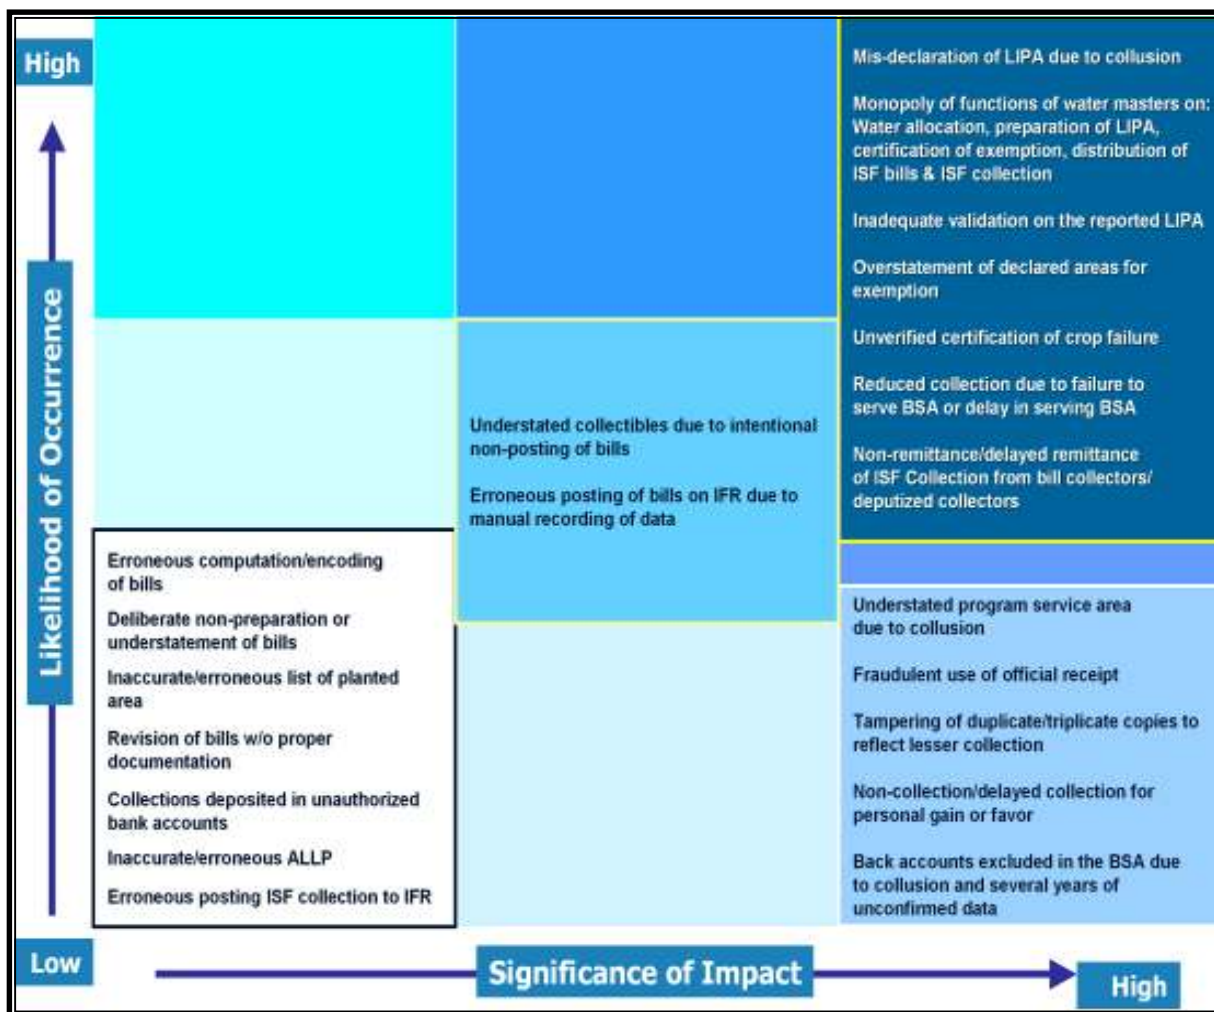 High
Likelihood of Occurrence
Low
Mis-declaration of LIPA due to collusion
Monopoly of functions of water masters on:
Water allocation, preparation of LIPA,
certification of exemption, distribution of
ISF bills & ISF collection
Inadequate validation on the reported LIPA
Overstatement of declared areas for
exemption
Unverified certification of crop failure
Reduced collection due to failure to
serve BSA or delay in serving BSA
Non-remittance/delayed remittance
of ISF Collection from bill collectors/
deputized collectors
Understated collectibles due to intentional
non-posting of bills
Erroneous posting of bills on IFR due to
manual recording of data
Erroneous computation/encoding
of bills
Deliberate non-preparation or
understatement of bills
Inaccurate/erroneous list of planted
area
Revision of bills w/o proper
documentation
Collections deposited in unauthorized
bank accounts
Inaccurate/erroneous ALLP
Erroneous posting ISF collection to IFR
Understated program service area
due to collusion
Fraudulent use of official receipt
Tampering of duplicate/triplicate copies to
reflect lesser collection
Non-collection/delayed collection for
personal gain or favor
Back accounts excluded in the BSA due
to collusion and several years of
unconfirmed data
Significance of Impact
High